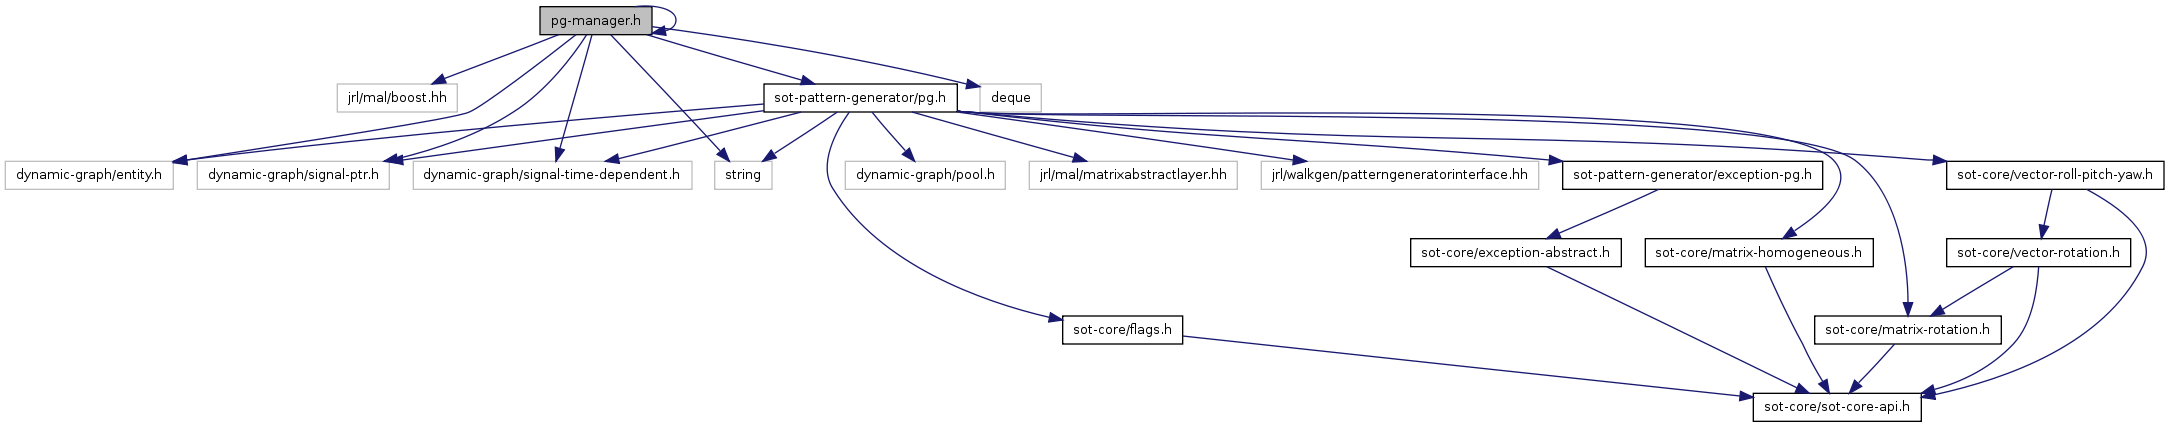 pg-manager.h
jrl/mal/boost.hh
sot-pattern-generator/pg.h
deque
dynamic-graph/entity.h
dynamic-graph/signal-ptr.h
dynamic-graph/signal-time-dependent.h
string
dynamic-graph/pool.h
jrl/mal/matrixabstractlayer.hh
jrl/walkgen/patterngeneratorinterface.hh
sot-pattern-generator/exception-pg.h
sot-core/vector-roll-pitch-yaw.h
sot-core/exception-abstract.h
sot-core/matrix-homogeneous.h
sot-core/vector-rotation.h
sot-core/flags.h
sot-core/matrix-rotation.h
sot-core/sot-core-api.h